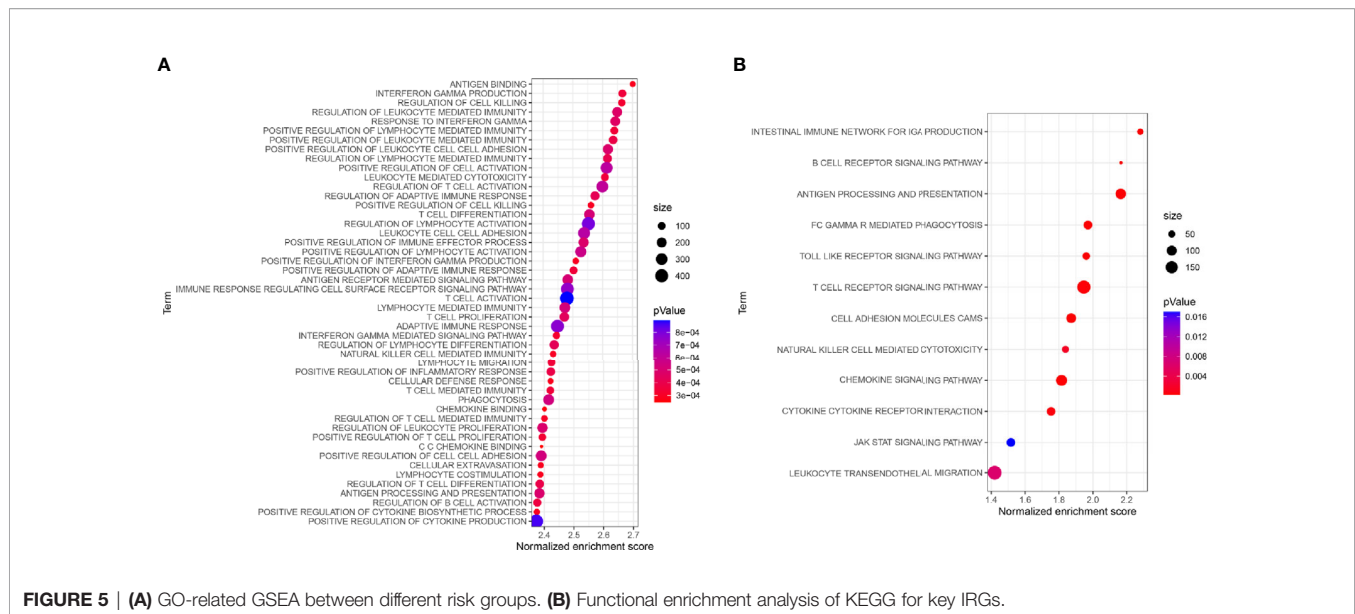 A
ANTIGEN BINDING
INTERFERON GAMMA PRODUCTION
REGULATION OF CELL KILLING
REGULATION OF LEUKOCYTE MEDIATED IMMUNITY
RESPONSE TO INTERFERON GAMMA
POSITIVE REGULATION OF LYMPHOCYTE MEDIATED IMMUNITY
POSITIVE REGULATION OF LEUKOCYTE MEDIATED IMMUNITY
POSITIVE REGULATION OF LEUKOCYTE CELL CELL ADHESION
REGULATION OF LYMPHOCYTE MEDIATED IMMUNITY
POSITIVE REGULATION OF CELL ACTIVATION
LEUKOCYTE MEDIATED CYTOTOXICITY
REGULATION OF T CELL ACTIVATION
REGULATION OF ADAPTIVE IMMUNE RESPONSE
POSITIVE REGULATION OF CELL KILLING
T CELL DIFFERENTIATION
REGULATION OF LYMPHOCYTE ACTIVATION
LEUKOCYTE CELL CELL ADHESION
POSITIVE REGULATION OF IMMUNE EFFECTOR PROCESS
POSITIVE REGULATION OF LYMPHOCYTE ACTIVATION
POSITIVE REGULATION OF INTERFERON GAMMA PRODUCTION
POSITIVE REGULATION OF ADAPTIVE IMMUNE RESPONSE
ANTIGEN RECEPTOR MEDIATED SIGNALING PATHWAY
IMMUNE RESPONSE REGULATING CELL SURFACE RECEPTOR SIGNALING PATHWAY
T CELL ACTIVATION
LYMPHOCYTE MEDIATED IMMUNITY
T CELL PROLIFERATION
ADAPTIVE IMMUNE RESPONSE
INTERFERON GAMMA MEDIATED SIGNALING PATHWAY
REGULATION OF LYMPHOCYTE DIFFERENTIATION
NATURAL KILLER CELL MEDIATED IMMUNITY
LYMPHOCYTE MIGRATION
POSITIVE REGULATION OF INFLAMMATORY RESPONSE
CELLULAR DEFENSE RESPONSE
T CELL MEDIATED IMMUNITY
PHAGOCYTOSIS
CHEMOKINE BINDING
REGULATION OF T CELL MEDIATED IMMUNITY
REGULATION OF LEUKOCYTE PROLIFERATION
POSITIVE REGULATION OF T CELL PROLIFERATION
C C CHEMOKINE BINDING
POSITIVE REGULATION OF CELL CELL ADHESION
CELLULAR EXTRAVASATION
LYMPHOCYTE COSTIMULATION
REGULATION OF T CELL DIFFERENTIATION
ANTIGEN PROCESSING AND PRESENTATION
REGULATION OF B CELL ACTIVATION
POSITIVE REGULATION OF CYTOKINE BIOSYNTHETIC PROCESS
POSITIVE REGULATION OF CYTOKINE PRODUCTION
Term
2.4 2.5 2.6 2.7
Normalized enrichment score
size
100
200
300
400
pValue
8e−04
7e−04
6e−04
5e−04
4e−04
3e−04
B
INTESTINAL IMMUNE NETWORK FOR IGA PRODUCTION
B CELL RECEPTOR SIGNALING PATHWAY
ANTIGEN PROCESSING AND PRESENTATION
FC GAMMA R MEDIATED PHAGOCYTOSIS
TOLL LIKE RECEPTOR SIGNALING PATHWAY
T CELL RECEPTOR SIGNALING PATHWAY
CELL ADHESION MOLECULES CAMS
NATURAL KILLER CELL MEDIATED CYTOTOXICITY
CHEMOKINE SIGNALING PATHWAY
CYTOKINE CYTOKINE RECEPTOR INTERACTION
JAK STAT SIGNALING PATHWAY
LEUKOCYTE TRANSENDOTHELIAL MIGRATION
Term
1.4 1.6 1.8 2.0 2.2
Normalized enrichment score
size
50
100
150
pValue
0.016
0.012
0.008
0.004
FIGURE 5 | (A) GO-related GSEA between different risk groups. (B) Functional enrichment analysis of KEGG for key IRGs.